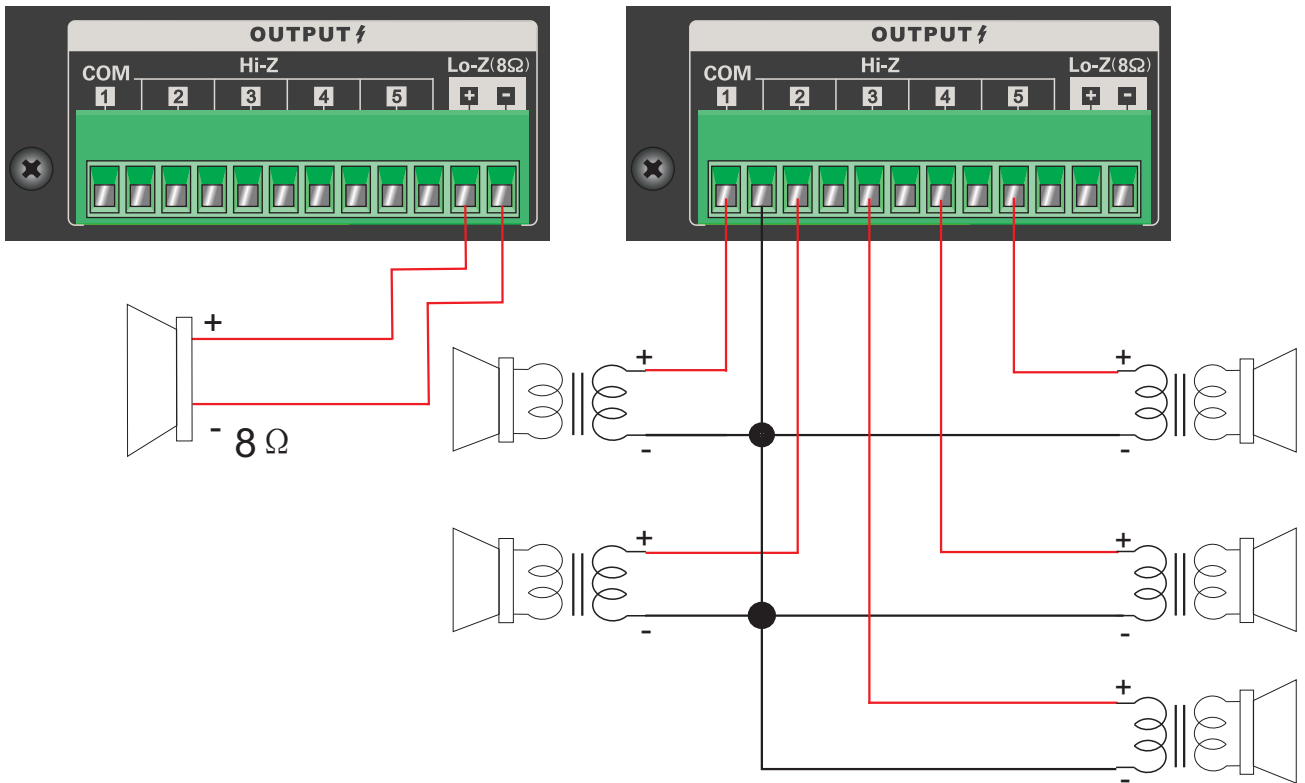 OUTPUT
Hi-Z
COM
Lo-Z(8Ω)
1 2 3 4 5 + -
+
- 8 Ω
OUTPUT
Hi-Z
COM
Lo-Z(8Ω)
1 2 3 4 5 + -
+ +
- -
+ +
- -
+
-